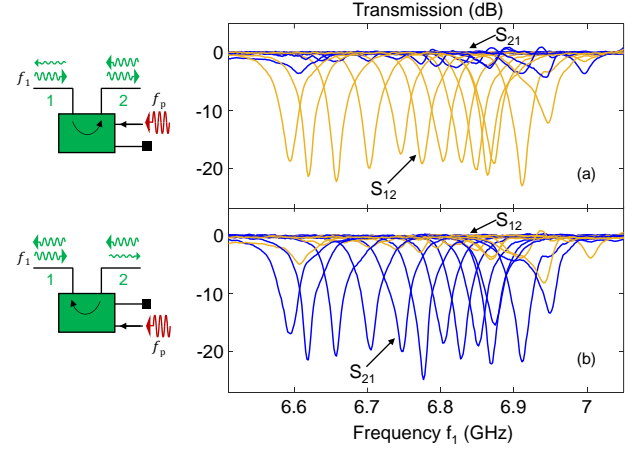 Transmission (dB)
f₁
1
2
fₚ
0
-10
-20
S₂₁
S₁₂
(a)
f₁
1
2
fₚ
0
-10
-20
S₁₂
S₂₁
(b)
6.6
6.7
6.8
6.9
7
Frequency f₁ (GHz)